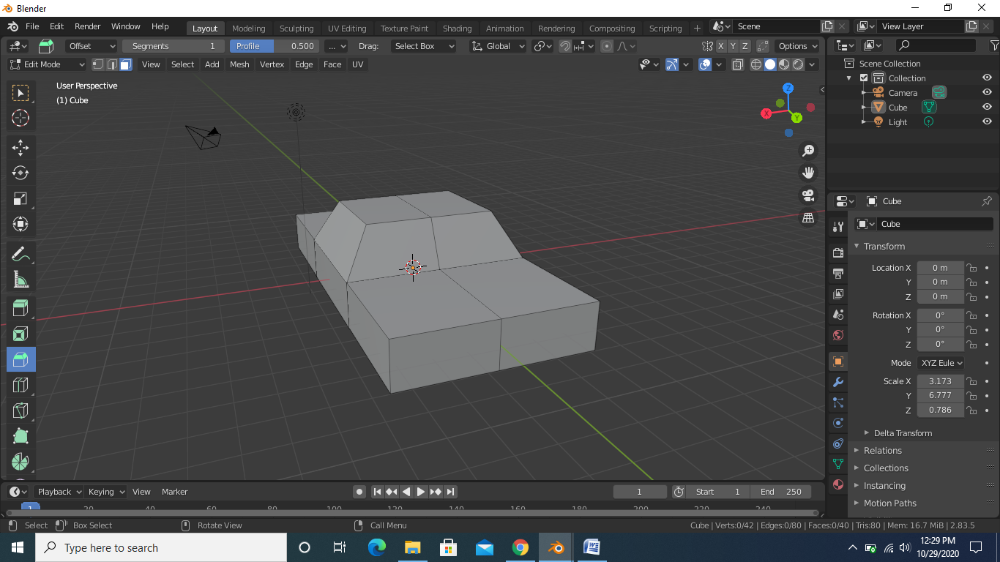 Blender
File Edit Render Window Help Layout Modeling Sculpting UV Editing Texture Paint Shading Animation Rendering Compositing Scripting + Scene View Layer
Offset Segments 1 Profile 0.500 ... Drag: Select Box Global X Y Z Options
Edit Mode View Select Add Mesh Vertex Edge Face UV
User Perspective
(1) Cube
Z
X
Y
Scene Collection
Collection
Camera
Cube
Light
Cube
Cube
Transform
Location X 0 m
Y 0 m
Z 0 m
Rotation X 0°
Y 0°
Z 0°
Mode XYZ Eule
Scale X 3.173
Y 6.777
Z 0.786
Delta Transform
Relations
Collections
Instancing
Motion Paths
Playback Keying View Marker 1 Start 1 End 250
1 20 40 60 80 100 120 140 160 180 200 220 240
Select Box Select Rotate View Call Menu Cube | Verts:0/42 | Edges:0/80 | Faces:0/40 | Tris:80 | Mem: 16.7 MiB | 2.83.5
Type here to search
12:29 PM
10/29/2020